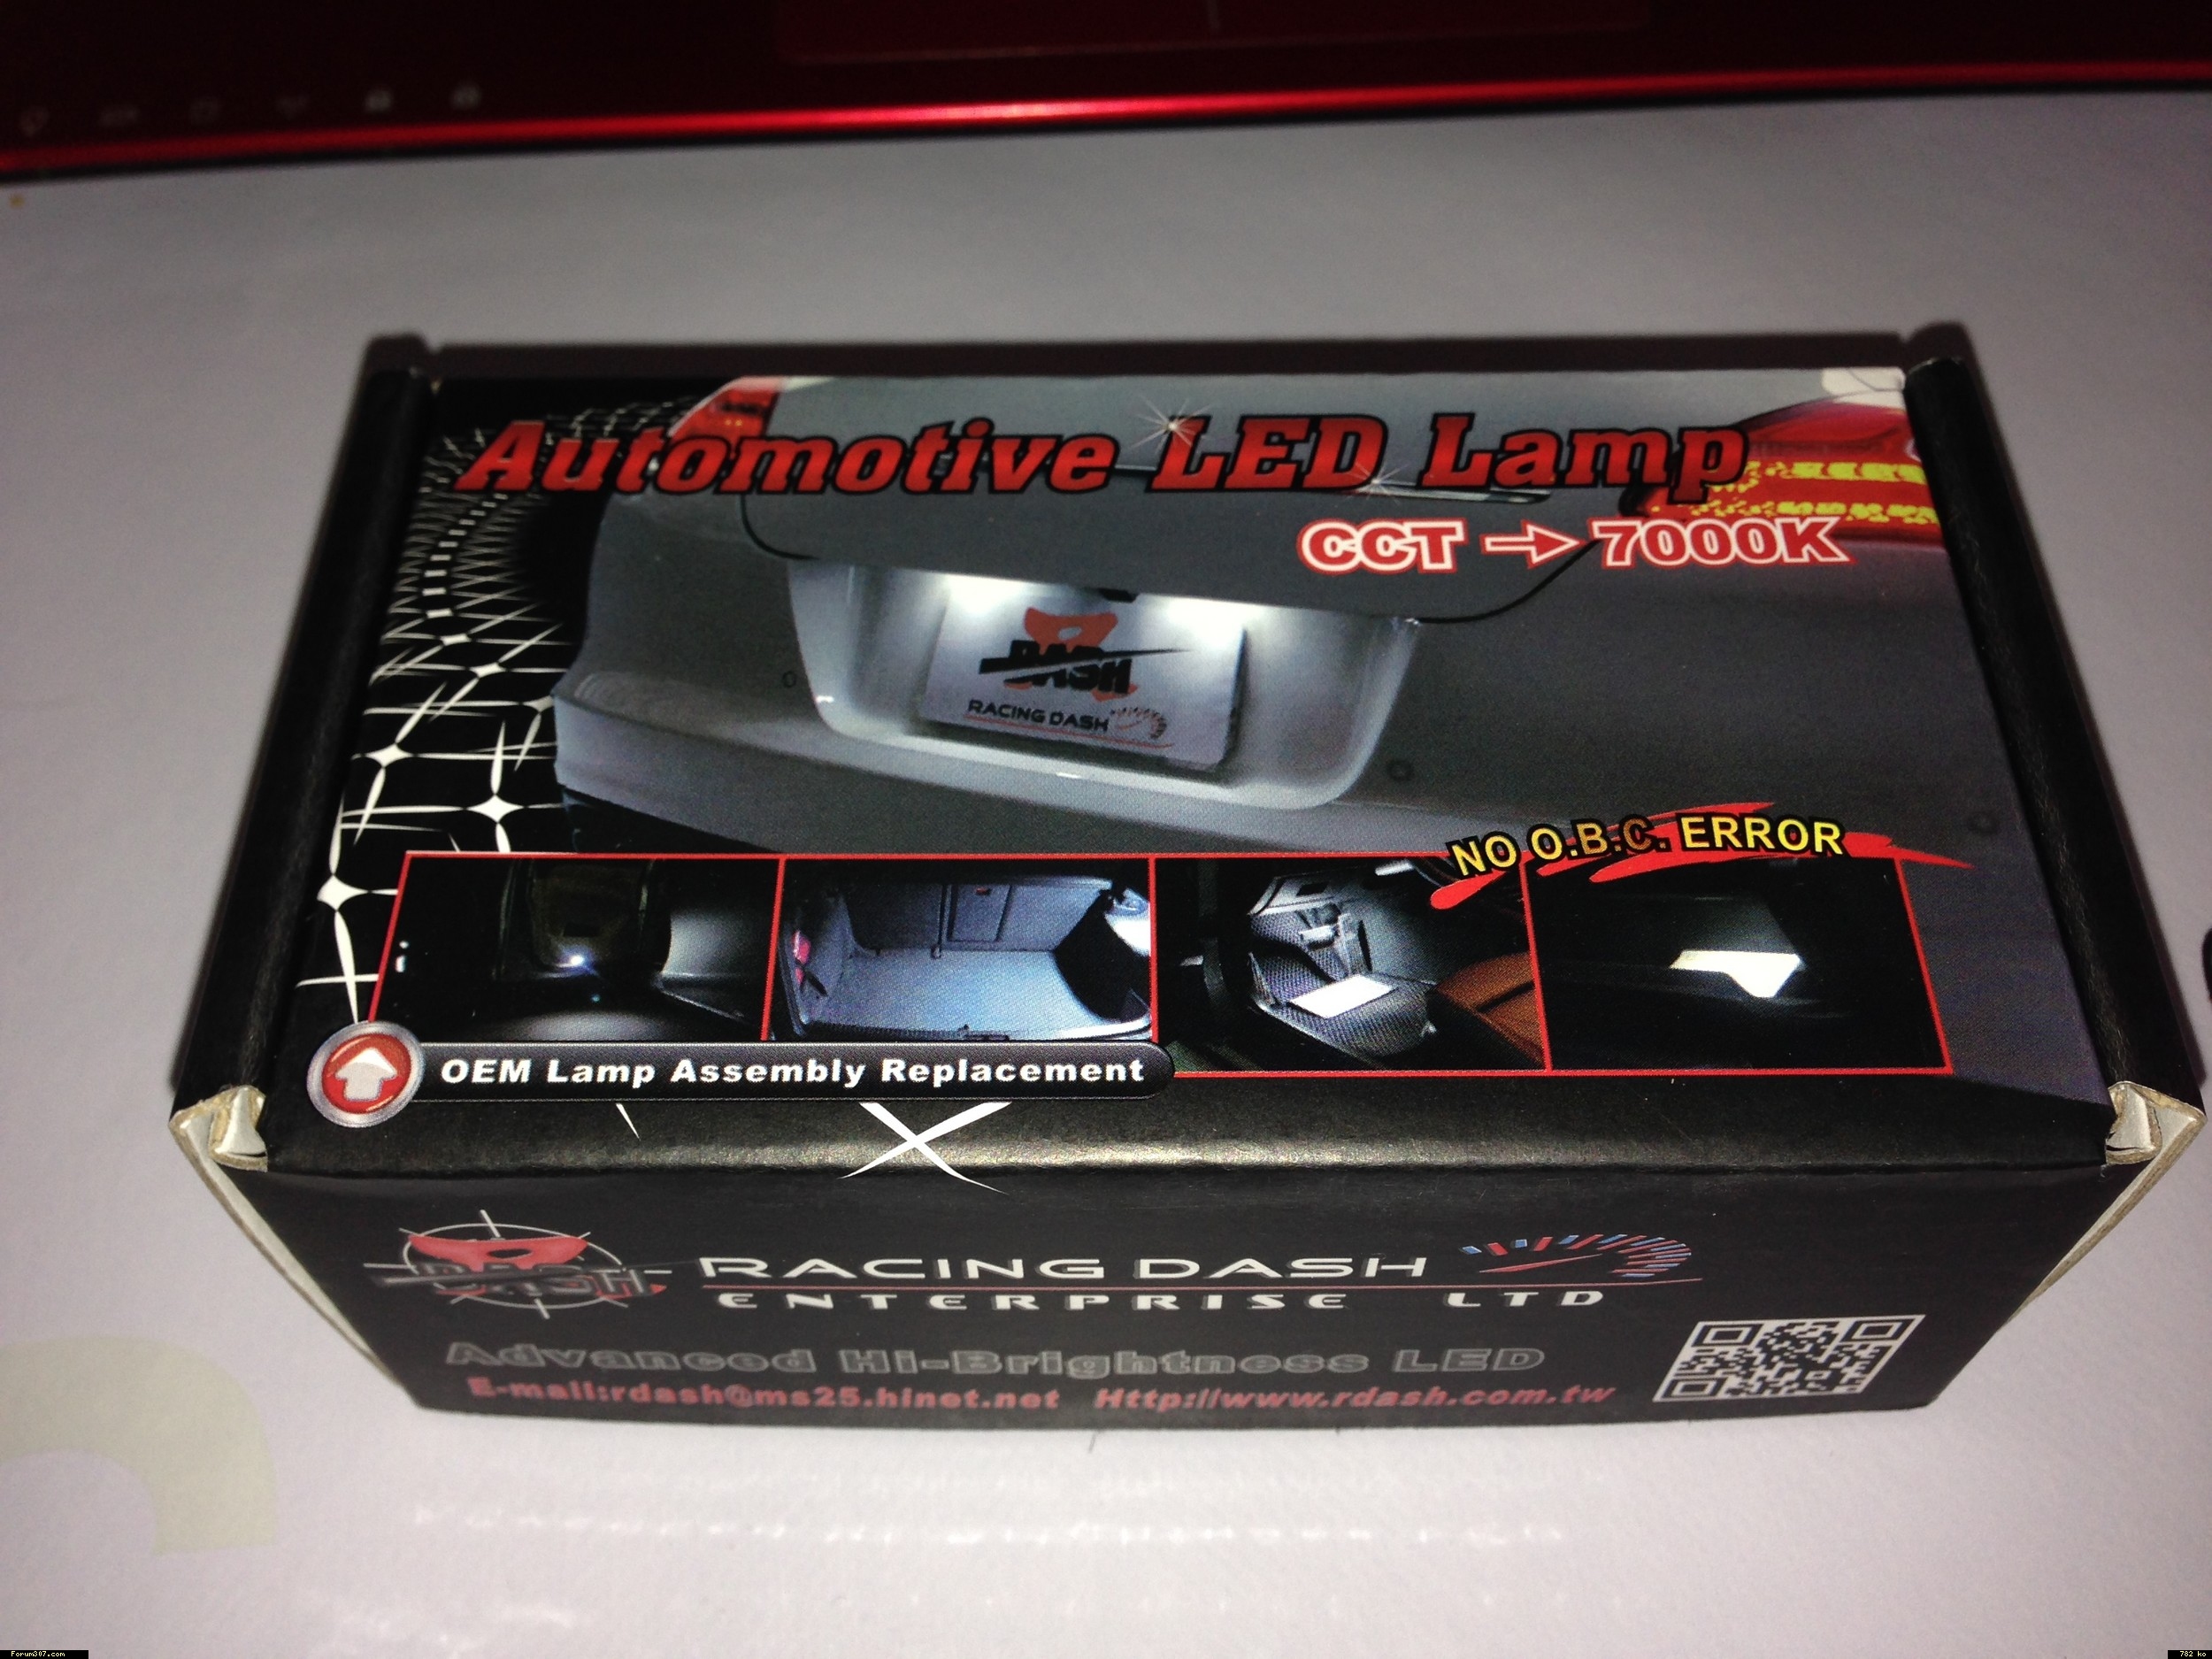 Automotive LED Lamp
CCT → 7000K
DASH
RACING DASH
NO O.B.C. ERROR
OEM Lamp Assembly Replacement
DASH
RACING DASH
ENTERPRISE LTD
Advanced Hi-Brightness LED
E-mail:rdash@ms25.hinet.net Http://www.rdash.com.tw
Forum307.com
782 ko